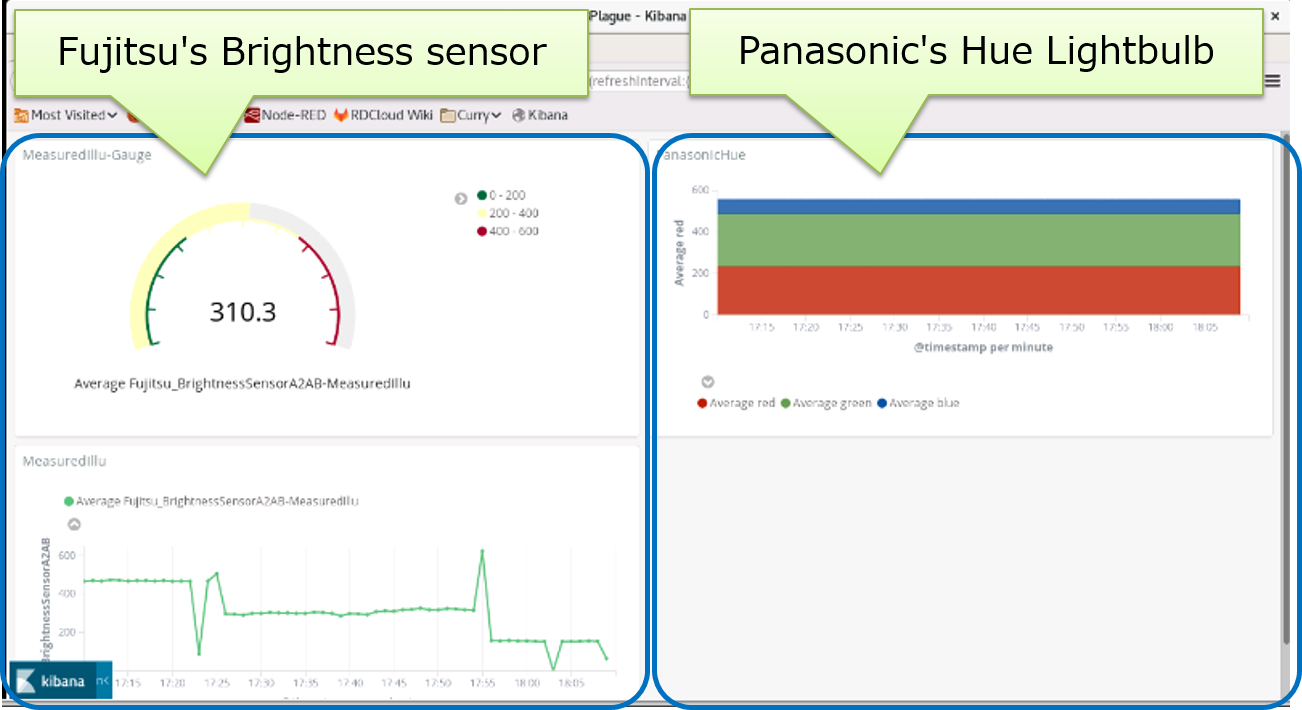 Plague - Kibana
Fujitsu's Brightness sensor
Panasonic's Hue Lightbulb
(refreshInterval:(
Most Visited
Node-RED
RDCloud Wiki
Curry
Kibana
MeasuredIllu-Gauge
0 - 200
200 - 400
400 - 600
310.3
Average Fujitsu_BrightnessSensorA2AB-MeasuredIllu
PanasonicHue
Average red
600
400
200
0
17:15 17:20 17:25 17:30 17:35 17:40 17:45 17:50 17:55 18:00 18:05
@timestamp per minute
Average red Average green Average blue
MeasuredIllu
Average Fujitsu_BrightnessSensorA2AB-MeasuredIllu
BrightnessSensorA2AB
600
400
200
17:15 17:20 17:25 17:30 17:35 17:40 17:45 17:50 17:55 18:00 18:05
kibana